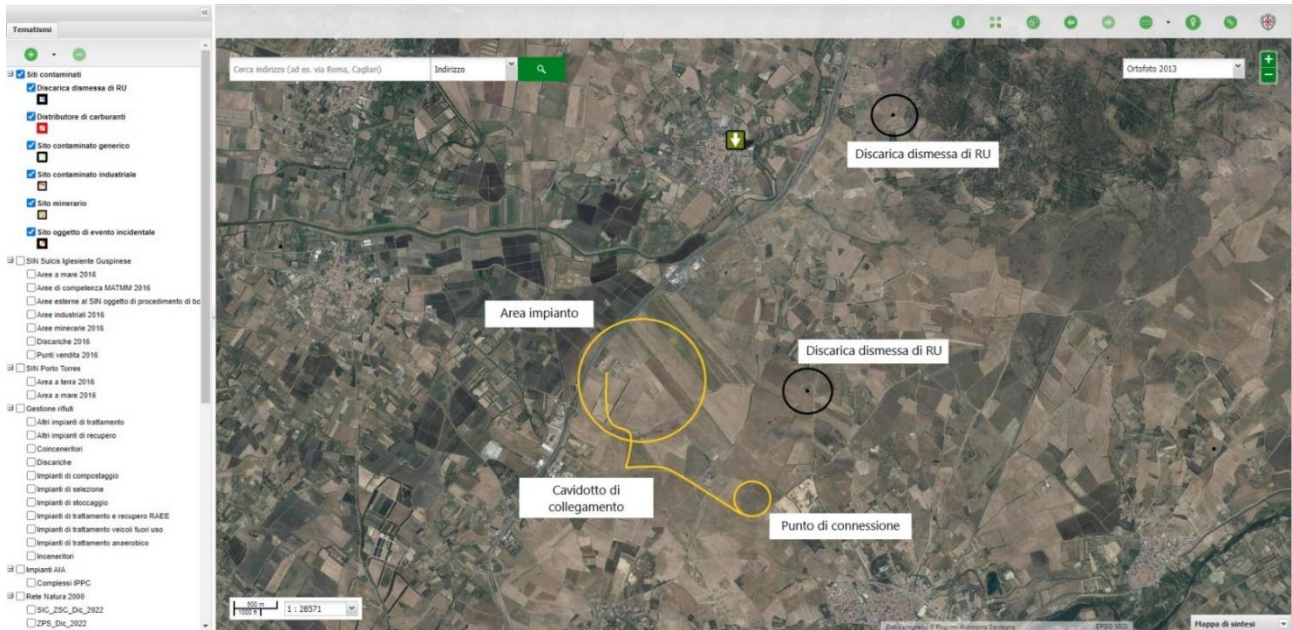 Tematismi
Siti contaminati
Discarica dismessa di RU
Distributore di carburanti
Sito contaminato generico
Sito contaminato industriale
Sito minerario
Sito oggetto di evento incidentale
SIN Sulcis Iglesiente Guspinese
Aree a mare 2016
Aree di competenza MATMM 2016
Aree esterne al SIN oggetto di procedimento di bo
Aree industriali 2016
Aree minerarie 2016
Discariche 2016
Punti vendita 2016
SIN Porto Torres
Area a terra 2016
Area a mare 2016
Gestione rifiuti
Altri impianti di trattamento
Altri impianti di recupero
Coinceneritori
Discariche
Impianti di compostaggio
Impianti di selezione
Impianti di stoccaggio
Impianti di trattamento e recupero RAEE
Impianti di trattamento veicoli fuori uso
Impianti di trattamento anaerobico
Inceneritori
Impianti AIA
Complessi IPPC
Rete Natura 2000
SIC_ZSC_Dic_2022
ZPS_Dic_2022
Cerca indirizzo (ad es. via Roma, Cagliari)
Indirizzo
Ortofoto 2013
+
−
Discarica dismessa di RU
Area impianto
Discarica dismessa di RU
Cavidotto di
collegamento
Punto di connessione
500 m
1000 ft
1 : 28571
Mappa di sintesi